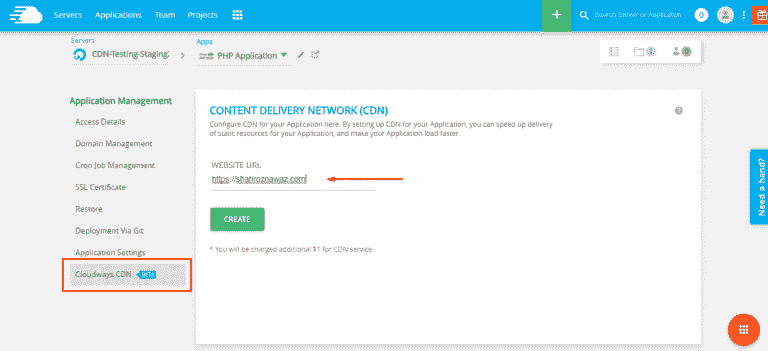 Servers Applications Team Projects
+ Search Server or Application 0
Servers
CDN-Testing-Staging
Apps
PHP Application
1 0
Application Management
Access Details
Domain Management
Cron Job Management
SSL Certificate
Restore
Deployment Via Git
Application Settings
Cloudways CDN BETA
CONTENT DELIVERY NETWORK (CDN)
Configure CDN for your Application here. By setting up CDN for your Application, you can speed up delivery
of static resources for your Application, and make your Application load faster.
WEBSITE URL
https://shahroznawaz.com
CREATE
* You will be charged additional $1 for CDN service
Need a hand?